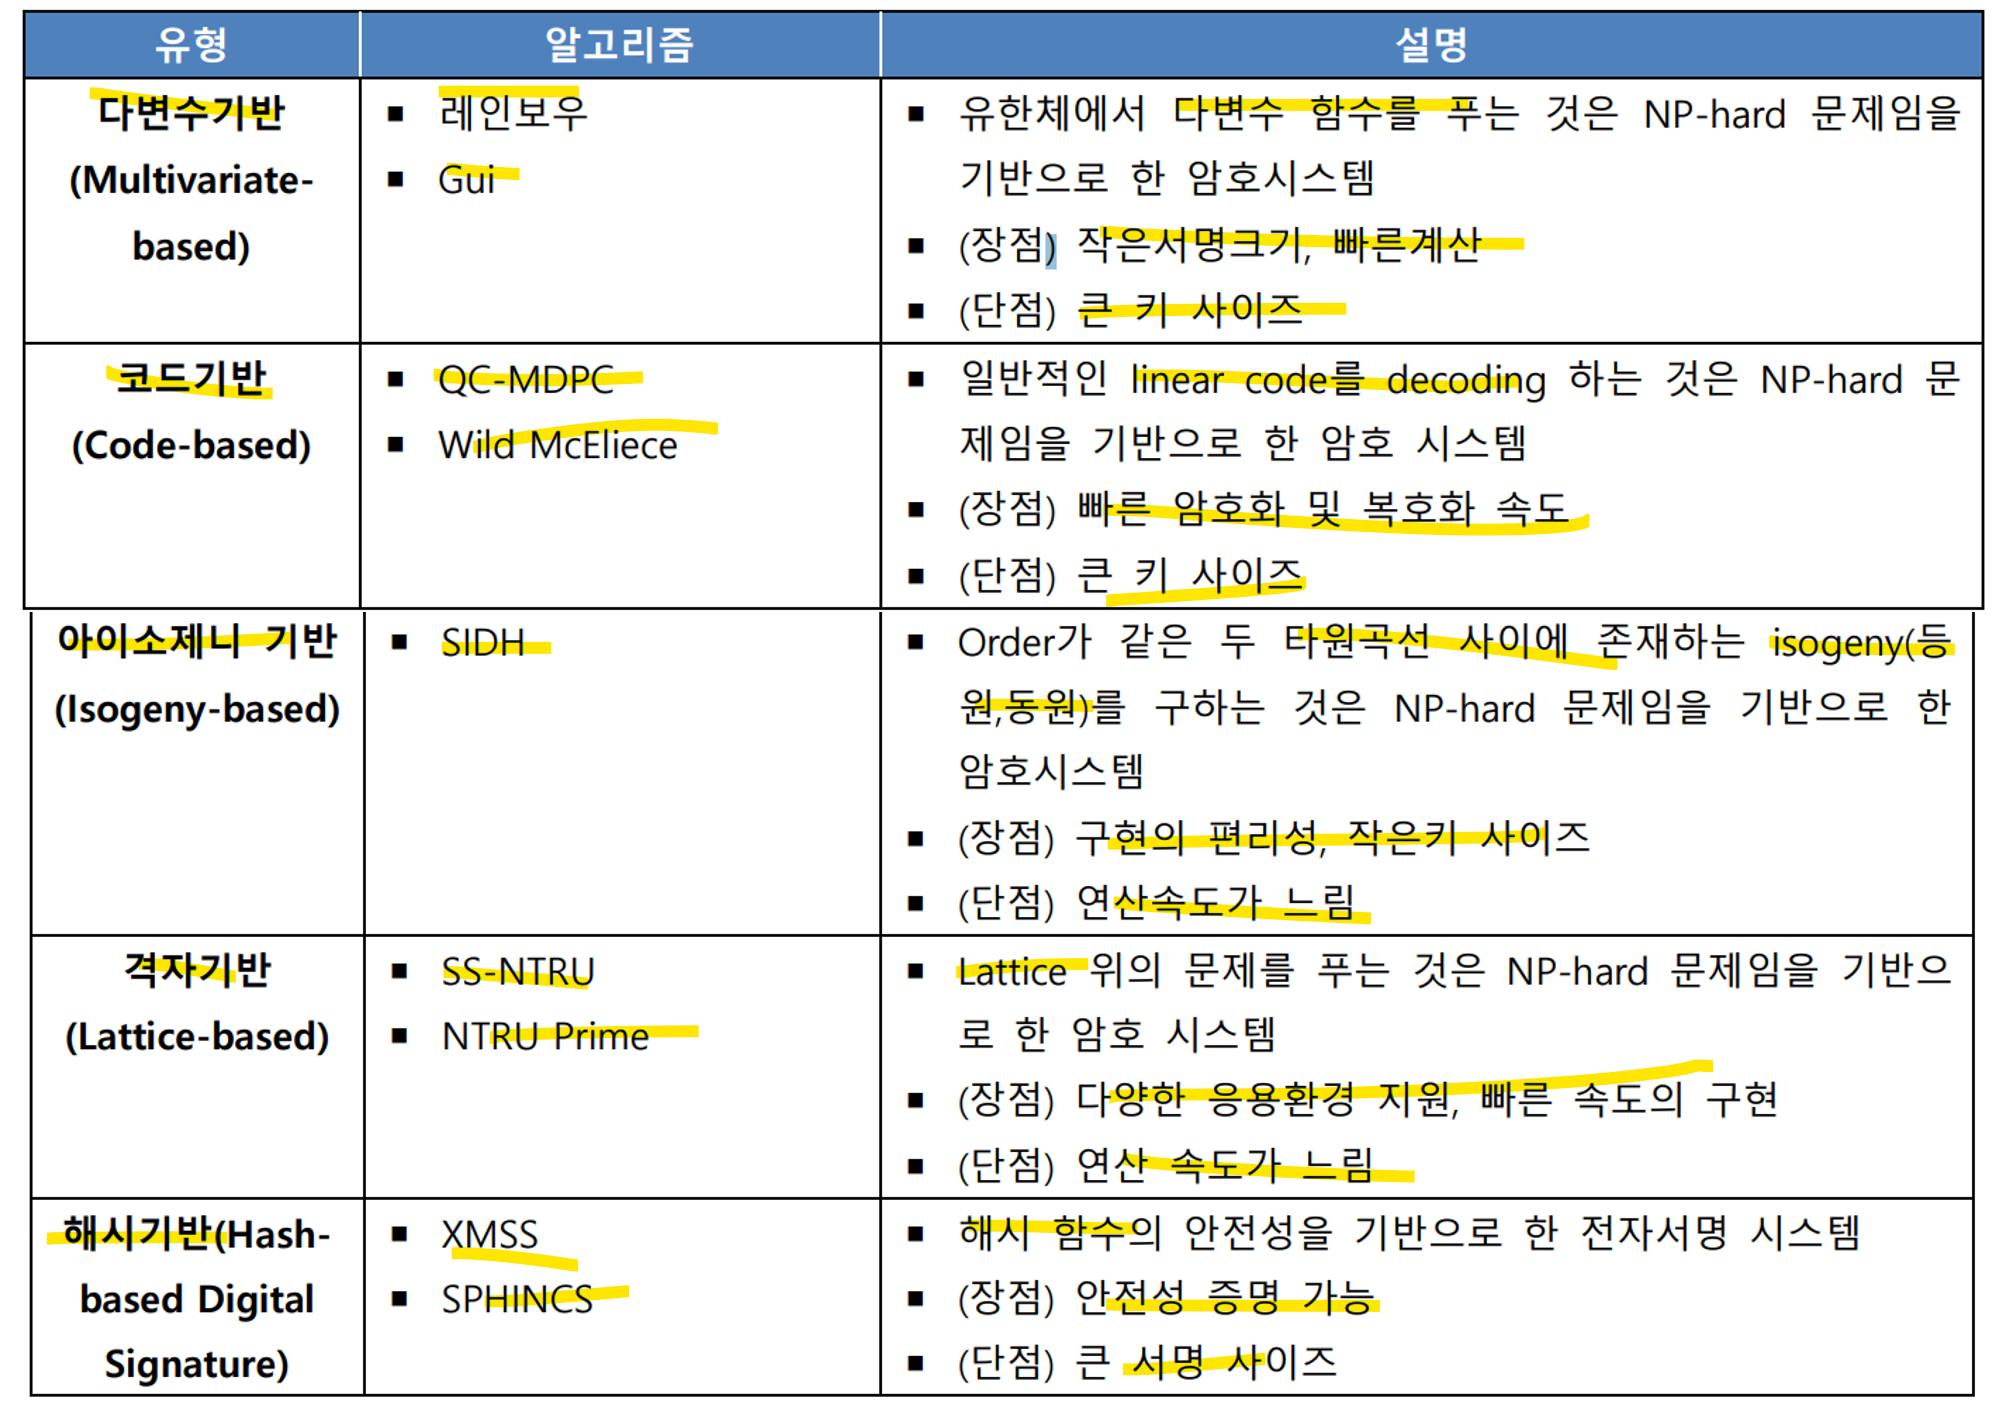 유형 알고리즘 설명
다변수기반
(Multivariate-
based)
■ 레인보우
■ Gui
■ 유한체에서 다변수 함수를 푸는 것은 NP-hard 문제임을
기반으로 한 암호시스템
■ (장점) 작은서명크기, 빠른계산
■ (단점) 큰 키 사이즈
코드기반
(Code-based)
■ QC-MDPC
■ Wild McEliece
■ 일반적인 linear code를 decoding 하는 것은 NP-hard 문
제임을 기반으로 한 암호 시스템
■ (장점) 빠른 암호화 및 복호화 속도
■ (단점) 큰 키 사이즈
아이소제니 기반
(Isogeny-based)
■ SIDH
■ Order가 같은 두 타원곡선 사이에 존재하는 isogeny(등
원,동원)를 구하는 것은 NP-hard 문제임을 기반으로 한
암호시스템
■ (장점) 구현의 편리성, 작은키 사이즈
■ (단점) 연산속도가 느림
격자기반
(Lattice-based)
■ SS-NTRU
■ NTRU Prime
■ Lattice 위의 문제를 푸는 것은 NP-hard 문제임을 기반으
로 한 암호 시스템
■ (장점) 다양한 응용환경 지원, 빠른 속도의 구현
■ (단점) 연산 속도가 느림
해시기반(Hash-
based Digital
Signature)
■ XMSS
■ SPHINCS
■ 해시 함수의 안전성을 기반으로 한 전자서명 시스템
■ (장점) 안전성 증명 가능
■ (단점) 큰 서명 사이즈